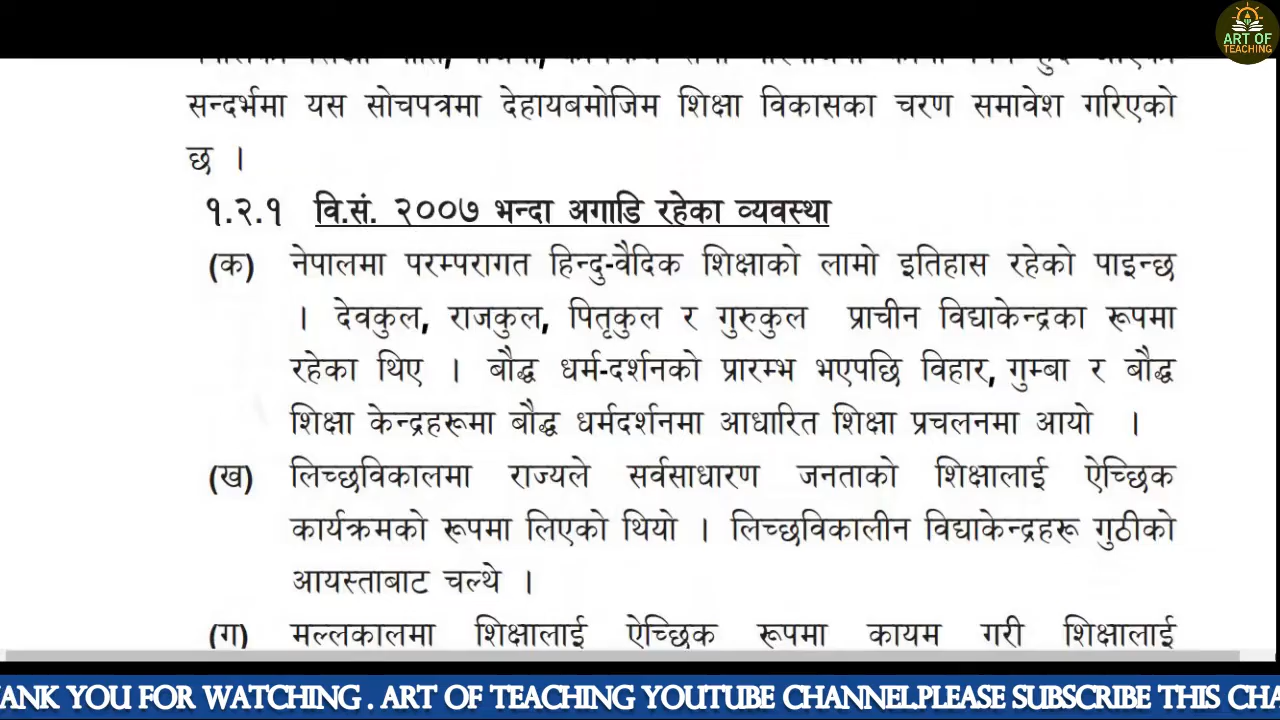 ART OF
TEACHING
सन्दर्भमा यस सोचपत्रमा देहायबमोजिम शिक्षा विकासका चरण समावेश गरिएको
छ ।
१.२.१ वि.सं. २००७ भन्दा अगाडि रहेका व्यवस्था
(क) नेपालमा परम्परागत हिन्दु-वैदिक शिक्षाको लामो इतिहास रहेको पाइन्छ
। देवकुल, राजकुल, पितृकुल र गुरुकुल प्राचीन विद्याकेन्द्रका रूपमा
रहेका थिए । बौद्ध धर्म-दर्शनको प्रारम्भ भएपछि विहार, गुम्बा र बौद्ध
शिक्षा केन्द्रहरूमा बौद्ध धर्मदर्शनमा आधारित शिक्षा प्रचलनमा आयो ।
(ख) लिच्छविकालमा राज्यले सर्वसाधारण जनताको शिक्षालाई ऐच्छिक
कार्यक्रमको रूपमा लिएको थियो । लिच्छविकालीन विद्याकेन्द्रहरू गुठीको
आयस्ताबाट चल्थे ।
(ग) मल्लकालमा शिक्षालाई ऐच्छिक रूपमा कायम गरी शिक्षालाई
HANK YOU FOR WATCHING . ART OF TEACHING YOUTUBE CHANNEL.PLEASE SUBSCRIBE THIS CHA